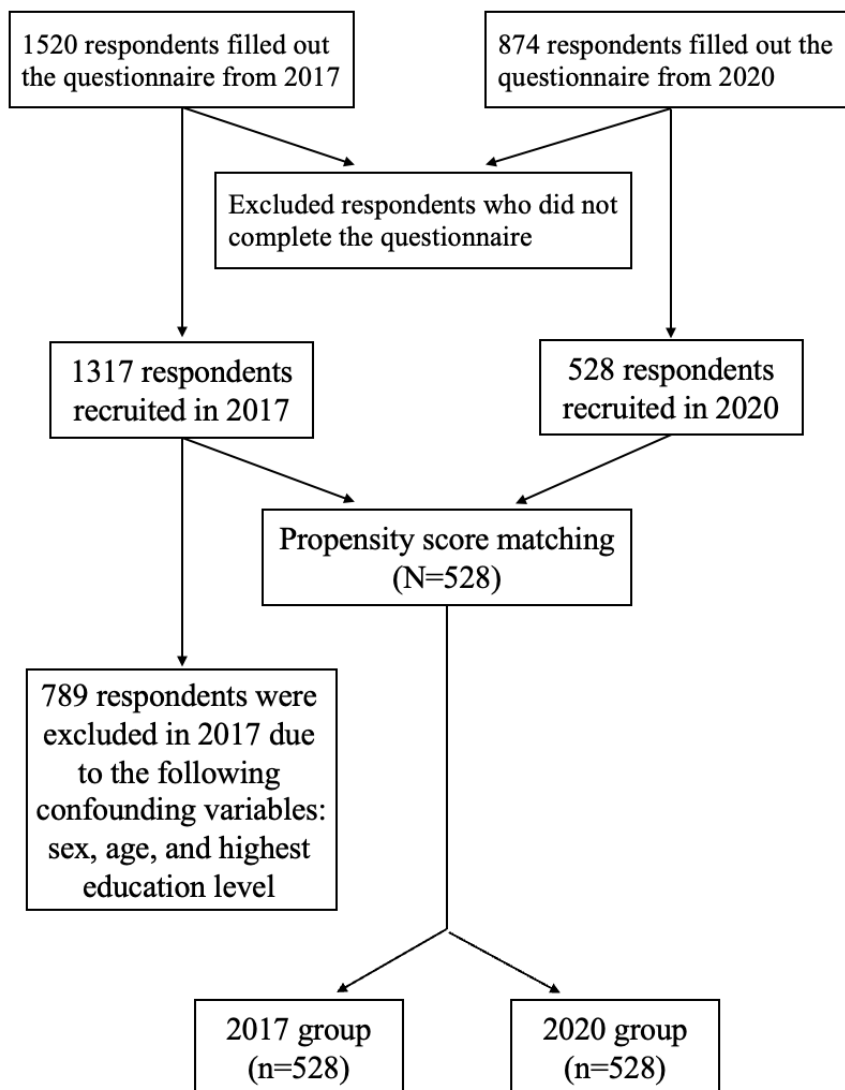 1520 respondents filled out
the questionnaire from 2017
874 respondents filled out the
questionnaire from 2020
Excluded respondents who did not
complete the questionnaire
1317 respondents
recruited in 2017
528 respondents
recruited in 2020
Propensity score matching
(N=528)
789 respondents were
excluded in 2017 due
to the following
confounding variables:
sex, age, and highest
education level
2017 group
(n=528)
2020 group
(n=528)